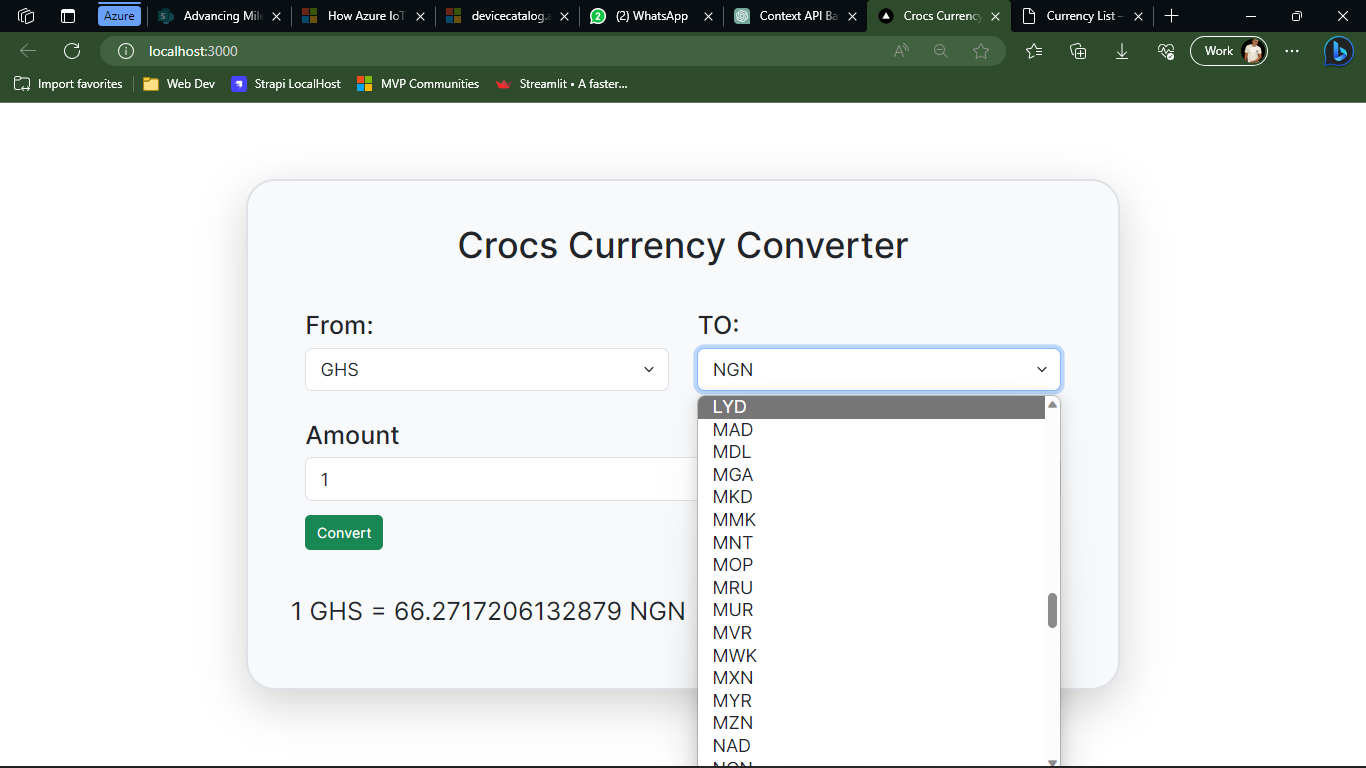 Azure
Advancing Mile
How Azure IoT
devicecatalog.a
(2) WhatsApp
Context API Ba
Crocs Currency
Currency List –
localhost:3000
Work
Import favorites
Web Dev
Strapi LocalHost
MVP Communities
Streamlit • A faster...
Crocs Currency Converter
From:
TO:
GHS
NGN
Amount
1
Convert
1 GHS = 66.2717206132879 NGN
LYD
MAD
MDL
MGA
MKD
MMK
MNT
MOP
MRU
MUR
MVR
MWK
MXN
MYR
MZN
NAD
NGN